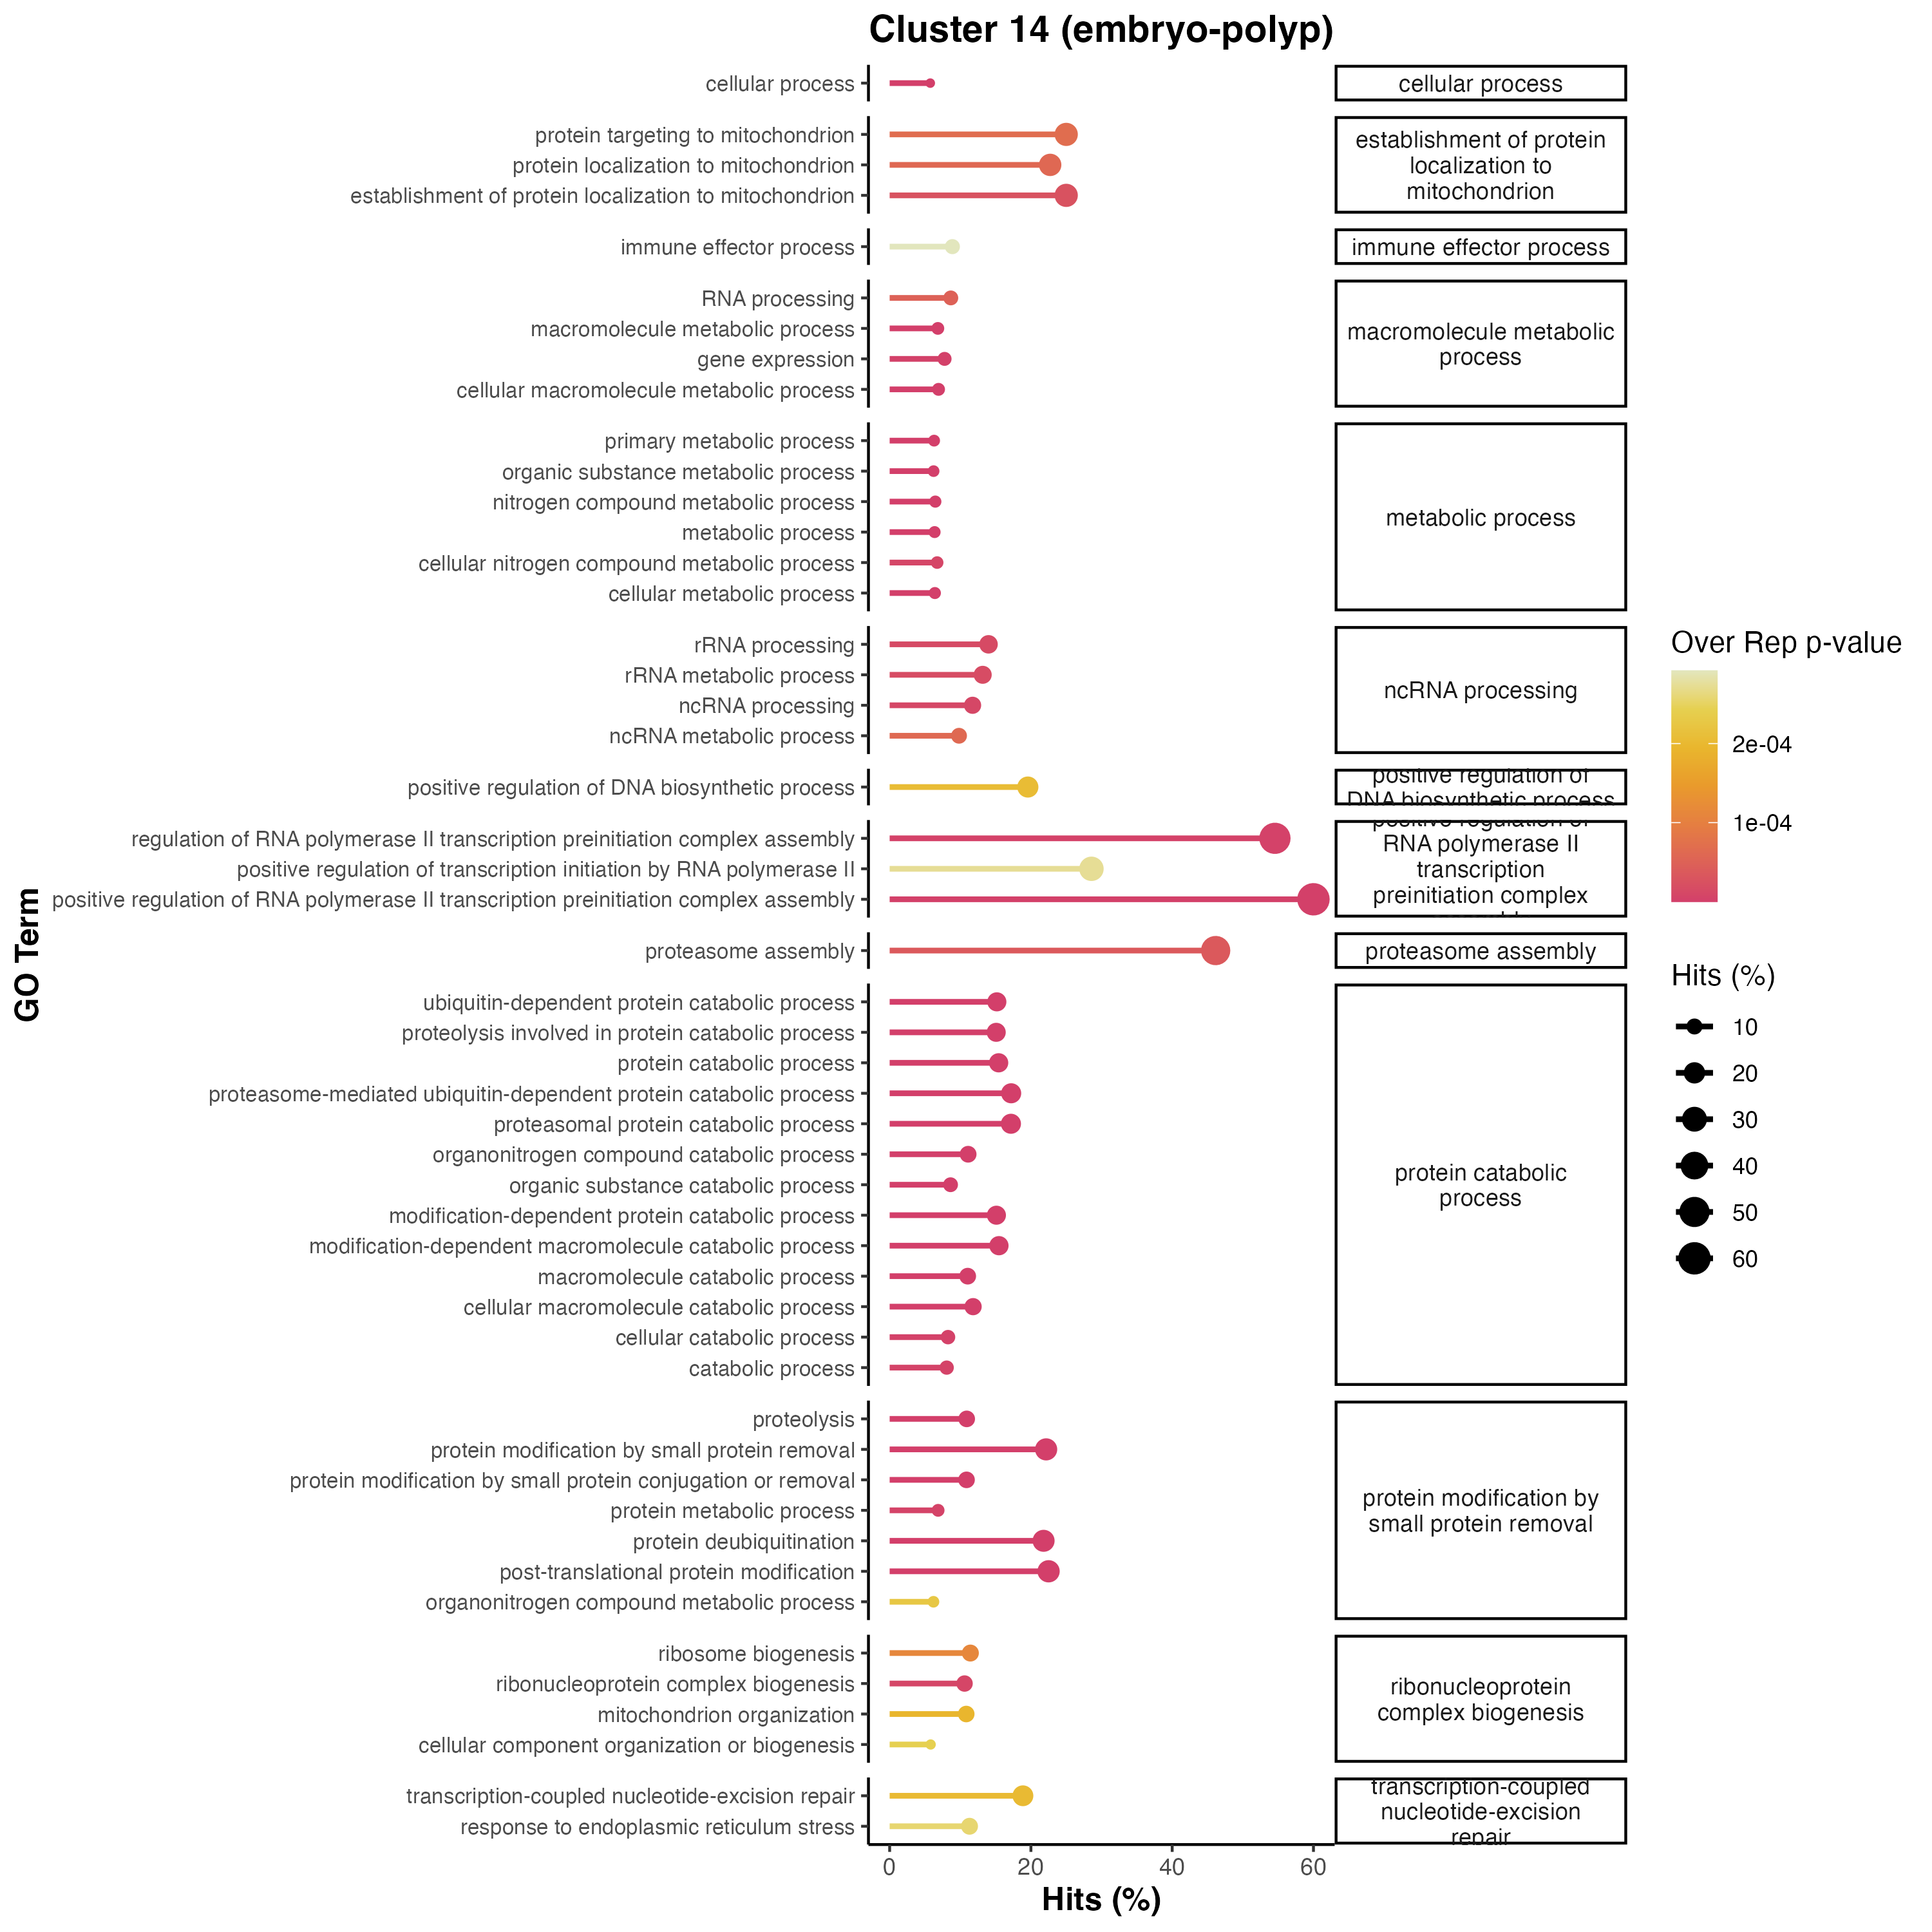 Cluster 14 (embryo-polyp)
cellular process
cellular process
protein targeting to mitochondrion
protein localization to mitochondrion
establishment of protein localization to mitochondrion
establishment of protein
localization to
mitochondrion
immune effector process
immune effector process
RNA processing
macromolecule metabolic process
gene expression
cellular macromolecule metabolic process
macromolecule metabolic
process
primary metabolic process
organic substance metabolic process
nitrogen compound metabolic process
metabolic process
cellular nitrogen compound metabolic process
cellular metabolic process
metabolic process
rRNA processing
rRNA metabolic process
ncRNA processing
ncRNA metabolic process
ncRNA processing
positive regulation of DNA biosynthetic process
positive regulation of
DNA biosynthetic process
regulation of RNA polymerase II transcription preinitiation complex assembly
positive regulation of transcription initiation by RNA polymerase II
positive regulation of RNA polymerase II transcription preinitiation complex assembly
positive regulation of
RNA polymerase II
transcription
preinitiation complex
proteasome assembly
proteasome assembly
ubiquitin-dependent protein catabolic process
proteolysis involved in protein catabolic process
protein catabolic process
proteasome-mediated ubiquitin-dependent protein catabolic process
proteasomal protein catabolic process
organonitrogen compound catabolic process
organic substance catabolic process
modification-dependent protein catabolic process
modification-dependent macromolecule catabolic process
macromolecule catabolic process
cellular macromolecule catabolic process
cellular catabolic process
catabolic process
protein catabolic
process
proteolysis
protein modification by small protein removal
protein modification by small protein conjugation or removal
protein metabolic process
protein deubiquitination
post-translational protein modification
organonitrogen compound metabolic process
protein modification by
small protein removal
ribosome biogenesis
ribonucleoprotein complex biogenesis
mitochondrion organization
cellular component organization or biogenesis
ribonucleoprotein
complex biogenesis
transcription-coupled nucleotide-excision repair
response to endoplasmic reticulum stress
transcription-coupled
nucleotide-excision
repair
0 20 40 60
Hits (%)
GO Term
Over Rep p-value
2e-04
1e-04
Hits (%)
10
20
30
40
50
60